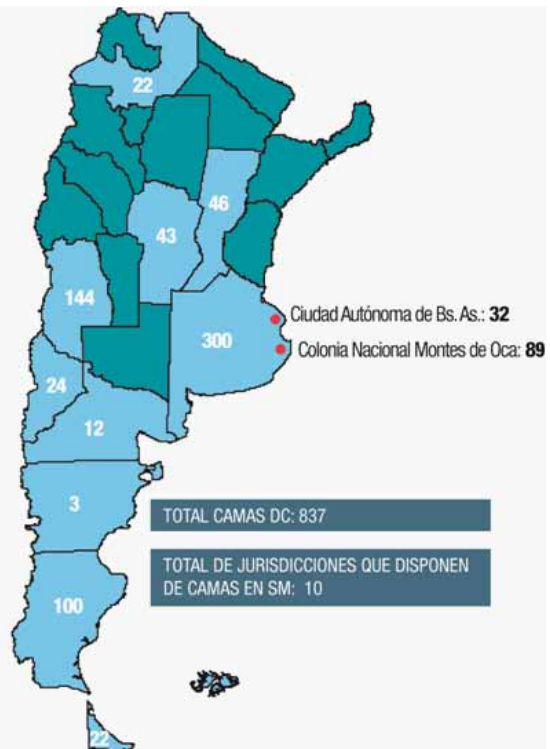 22
46
43
144
Ciudad Autónoma de Bs. As.: 32
300
Colonia Nacional Montes de Oca: 89
24
12
3
TOTAL CAMAS DC: 837
TOTAL DE JURISDICCIONES QUE DISPONEN
DE CAMAS EN SM: 10
100
22